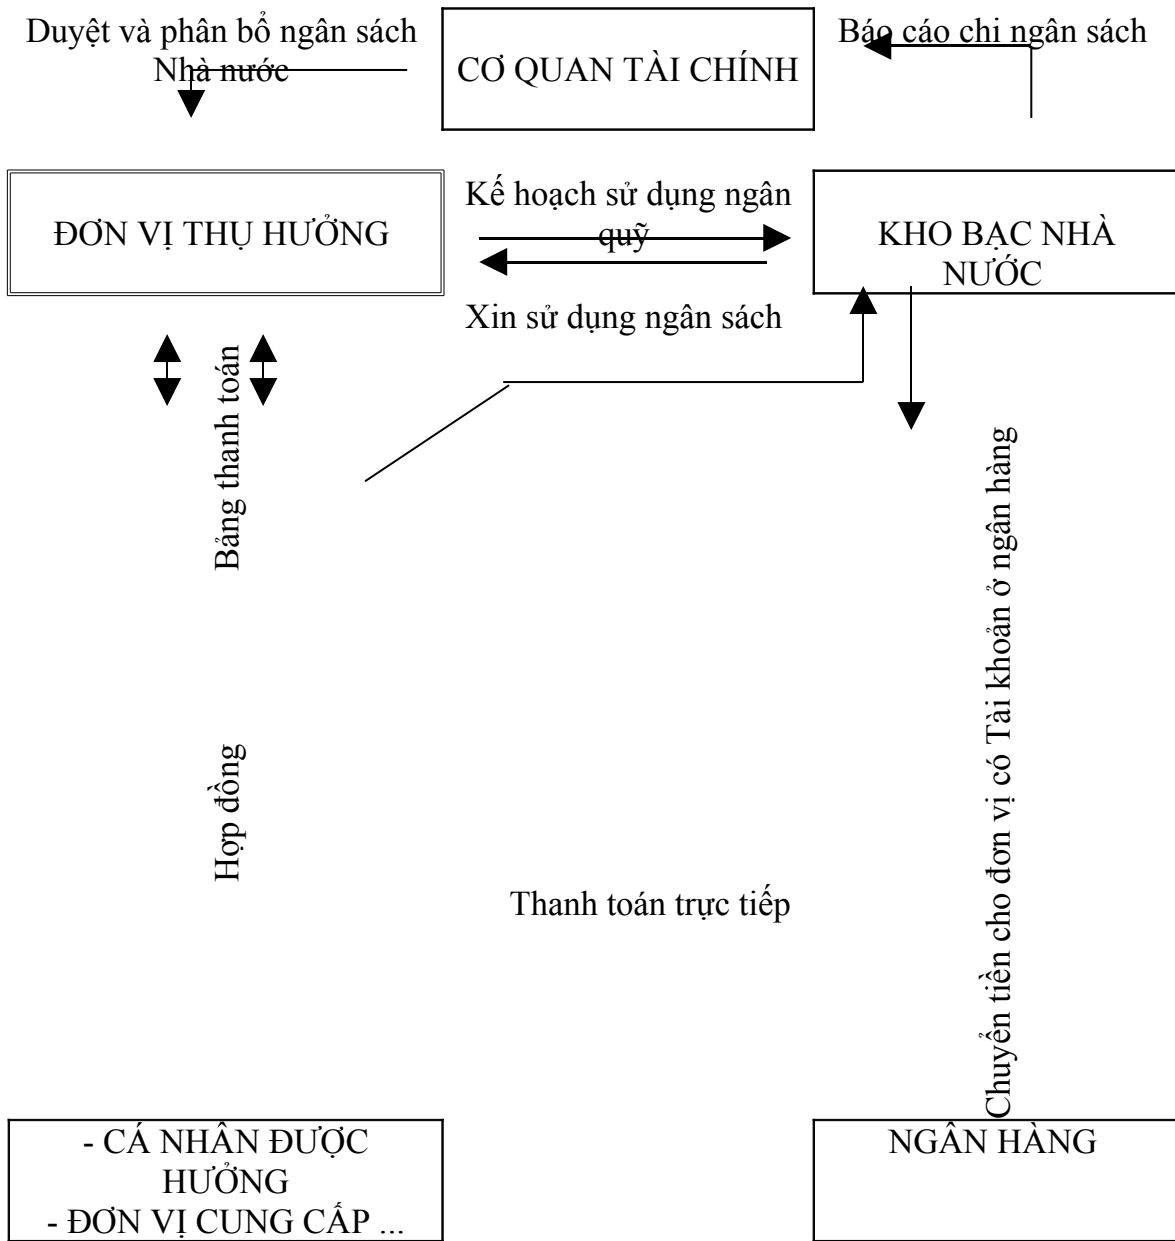 Duyệt và phân bổ ngân sách
Nhà nước
CƠ QUAN TÀI CHÍNH
Báo cáo chi ngân sách
ĐƠN VỊ THỤ HƯỞNG
Kế hoạch sử dụng ngân
quỹ
KHO BẠC NHÀ
NƯỚC
Xin sử dụng ngân sách
Bảng thanh toán
Hợp đồng
Thanh toán trực tiếp
Chuyển tiền cho đơn vị có Tài khoản ở ngân hàng
- CÁ NHÂN ĐƯỢC
HƯỞNG
- ĐƠN VỊ CUNG CẤP ...
NGÂN HÀNG